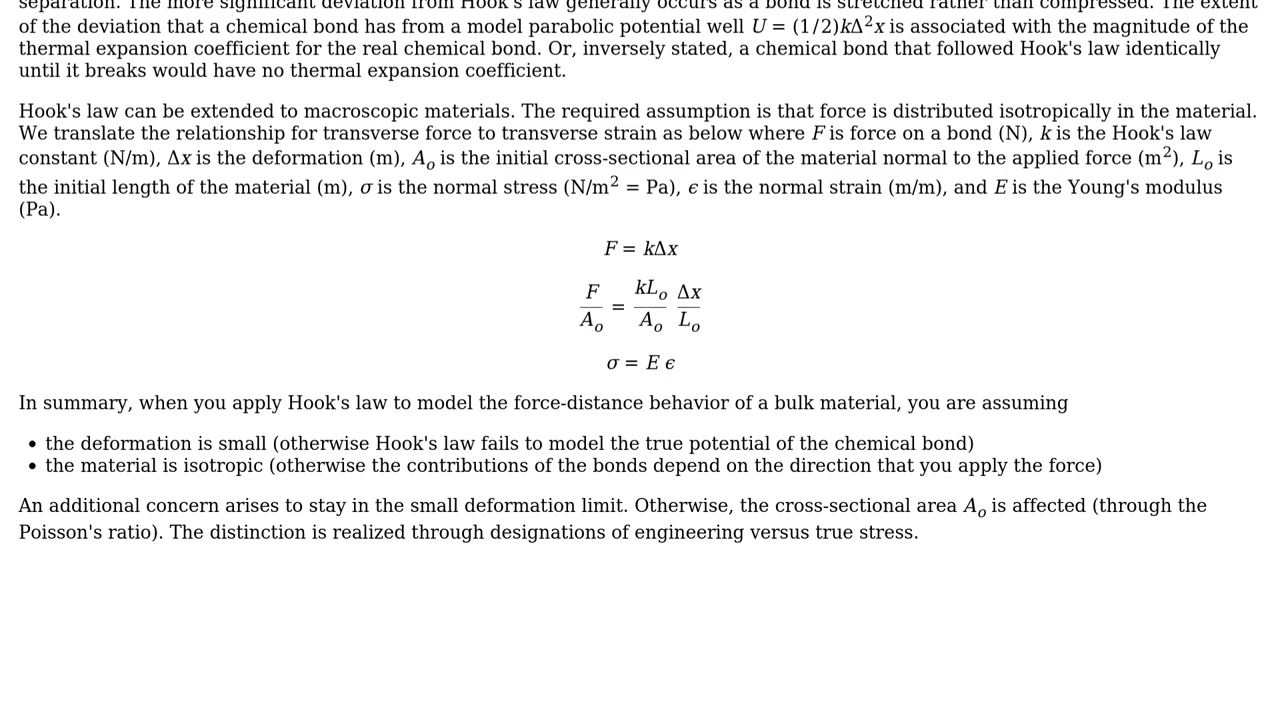 separation. The more significant deviation from Hook's law generally occurs as a bond is stretched rather than compressed. The extent
of the deviation that a chemical bond has from a model parabolic potential well U = (1/2)kΔ²x is associated with the magnitude of the
thermal expansion coefficient for the real chemical bond. Or, inversely stated, a chemical bond that followed Hook's law identically
until it breaks would have no thermal expansion coefficient.
Hook's law can be extended to macroscopic materials. The required assumption is that force is distributed isotropically in the material.
We translate the relationship for transverse force to transverse strain as below where F is force on a bond (N), k is the Hook's law
constant (N/m), Δx is the deformation (m), Aₒ is the initial cross-sectional area of the material normal to the applied force (m²), Lₒ is
the initial length of the material (m), σ is the normal stress (N/m² = Pa), ϵ is the normal strain (m/m), and E is the Young's modulus
(Pa).
F = kΔx
F/Aₒ = kLₒ/Aₒ Δx/Lₒ
σ = E ϵ
In summary, when you apply Hook's law to model the force-distance behavior of a bulk material, you are assuming
• the deformation is small (otherwise Hook's law fails to model the true potential of the chemical bond)
• the material is isotropic (otherwise the contributions of the bonds depend on the direction that you apply the force)
An additional concern arises to stay in the small deformation limit. Otherwise, the cross-sectional area Aₒ is affected (through the
Poisson's ratio). The distinction is realized through designations of engineering versus true stress.